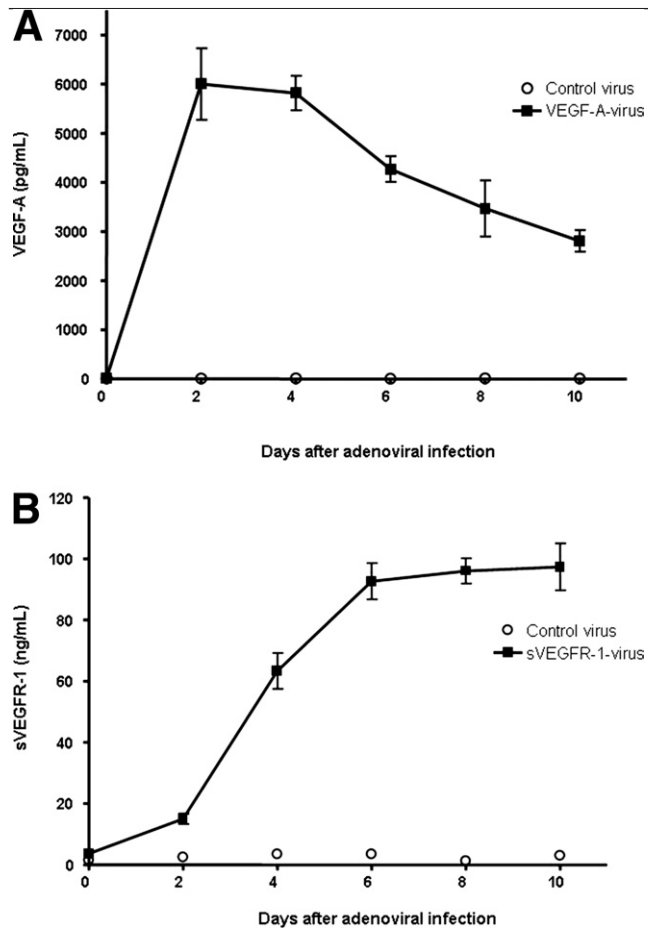 A
7000
6000
5000
4000
3000
2000
1000
0
VEGF-A (pg/mL)
Control virus
VEGF-A-virus
2 4 6 8 10
Days after adenoviral infection
B
120
100
80
60
40
20
0
sVEGFR-1 (ng/mL)
Control virus
sVEGFR-1-virus
0 2 4 6 8 10
Days after adenoviral infection